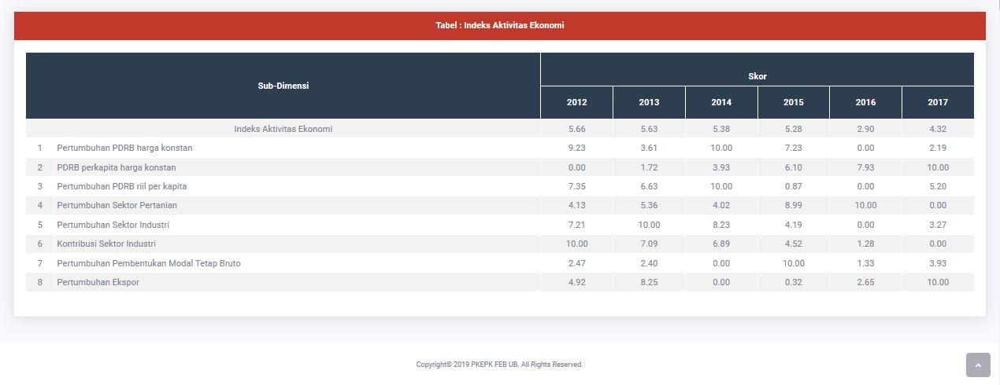 Tabel : Indeks Aktivitas Ekonomi
Sub-Dimensi
Skor
2012 2013 2014 2015 2016 2017
Indeks Aktivitas Ekonomi 5.66 5.63 5.38 5.28 2.90 4.32
1 Pertumbuhan PDRB harga konstan 9.23 3.61 10.00 7.23 0.00 2.19
2 PDRB perkapita harga konstan 0.00 1.72 3.93 6.10 7.93 10.00
3 Pertumbuhan PDRB riil per kapita 7.35 6.63 10.00 0.87 0.00 5.20
4 Pertumbuhan Sektor Pertanian 4.13 5.36 4.02 8.99 10.00 0.00
5 Pertumbuhan Sektor Industri 7.21 10.00 8.23 4.19 0.00 3.27
6 Kontribusi Sektor Industri 10.00 7.09 6.89 4.52 1.28 0.00
7 Pertumbuhan Pembentukan Modal Tetap Bruto 2.47 2.40 0.00 10.00 1.33 3.93
8 Pertumbuhan Ekspor 4.92 8.25 0.00 0.32 2.65 10.00
Copyright© 2019 PKEPK FEB UB. All Rights Reserved.